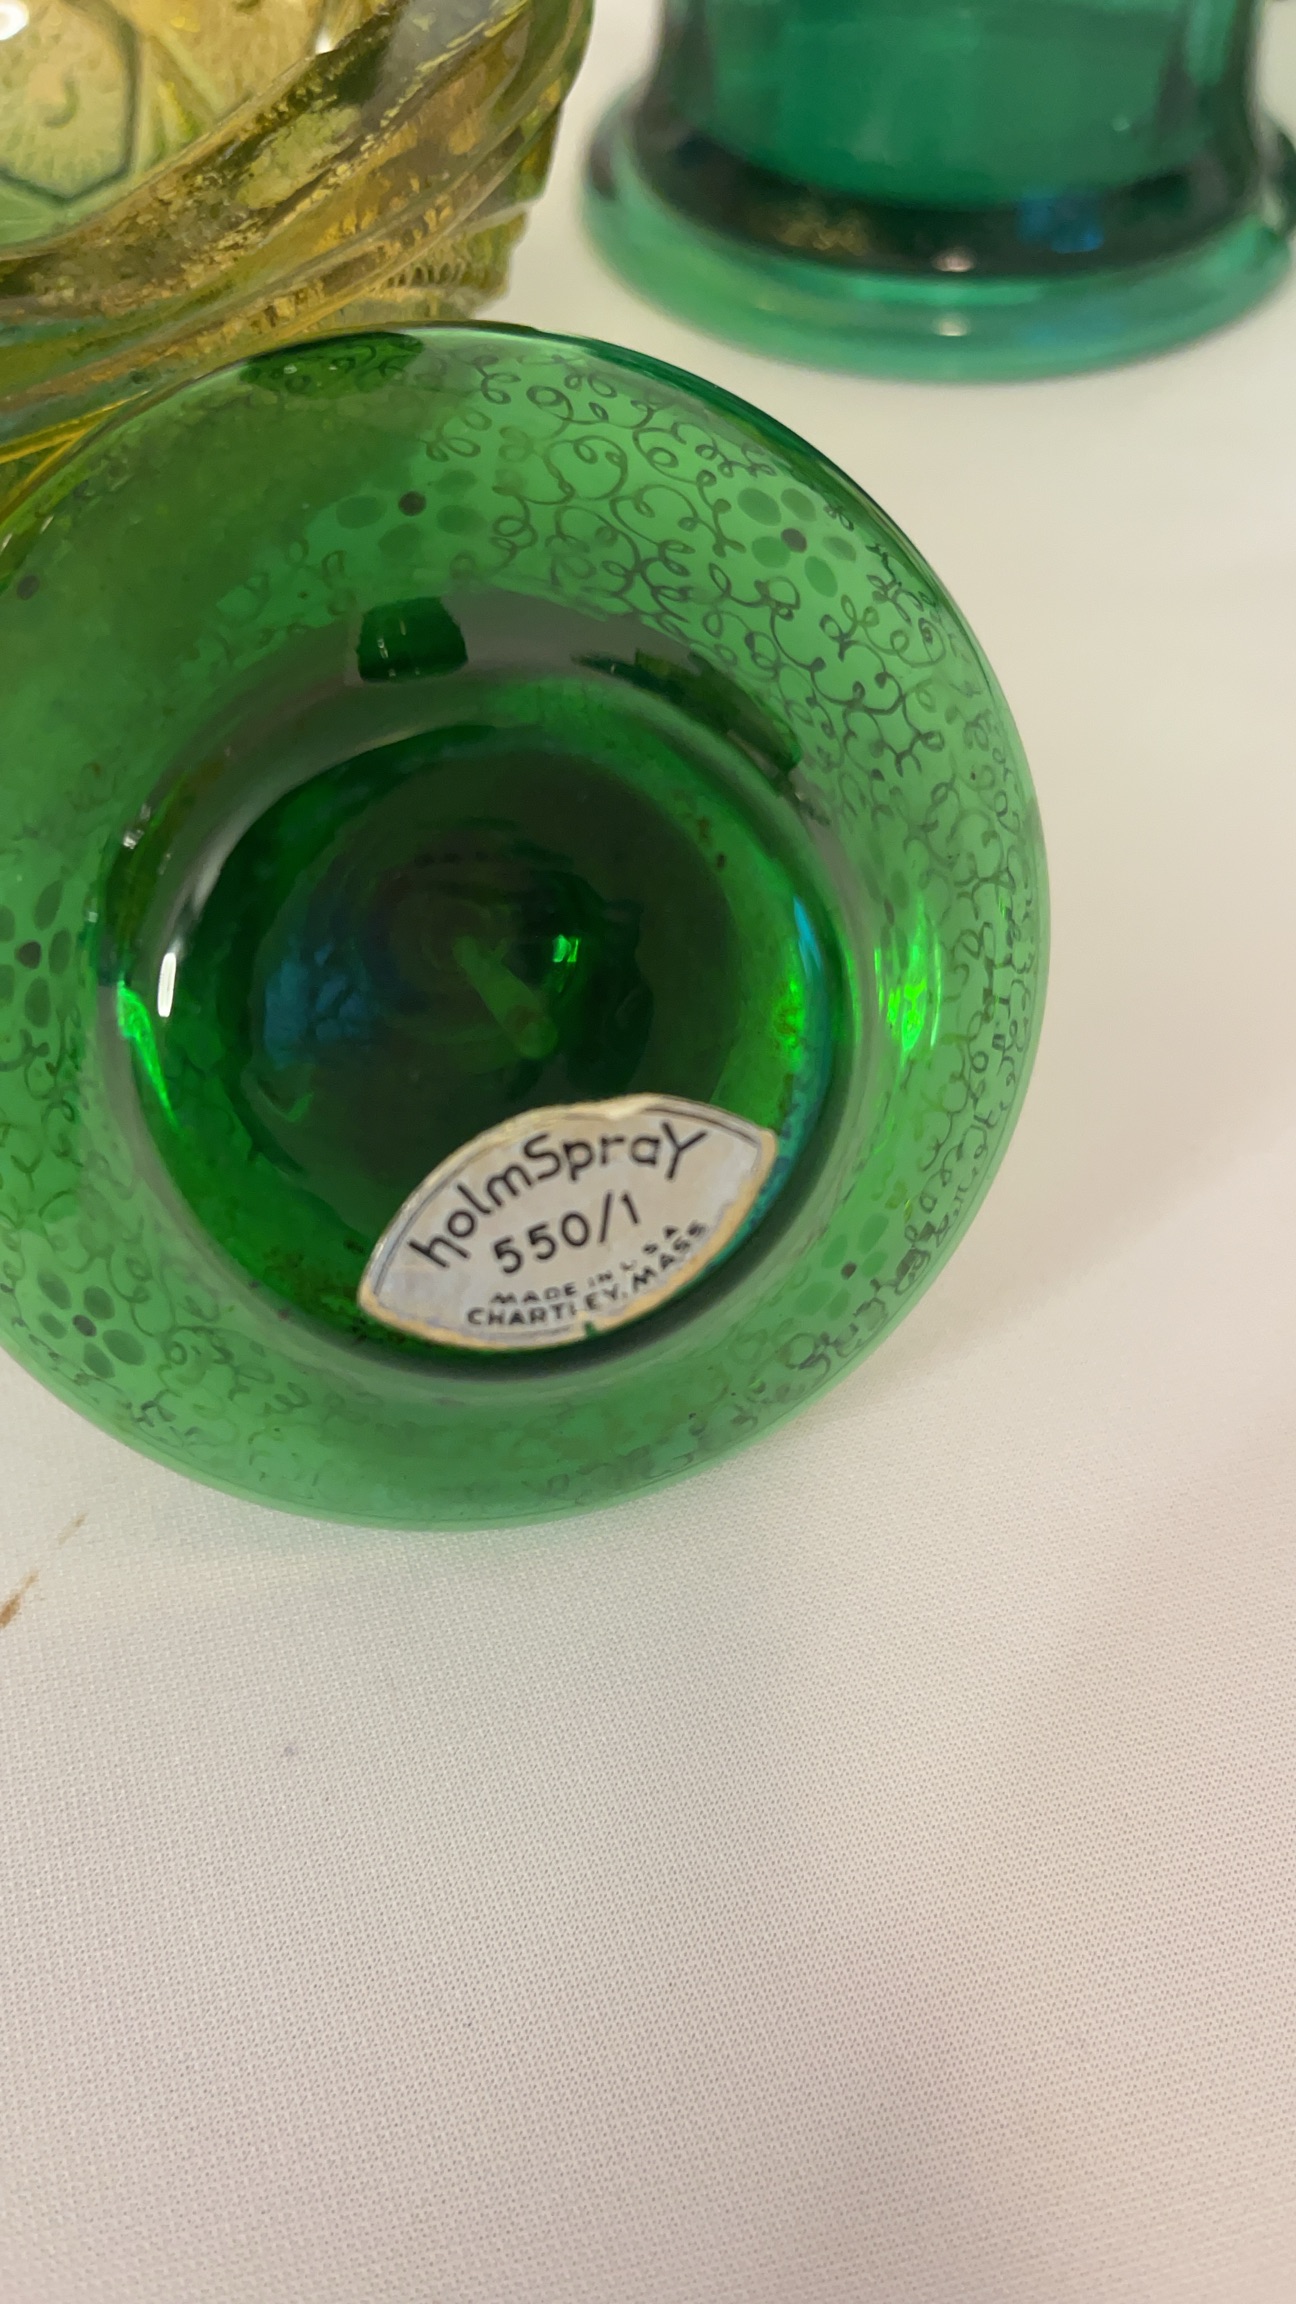 holmSpraY
550/1
MADE IN U S A
CHARTLEY, MASS